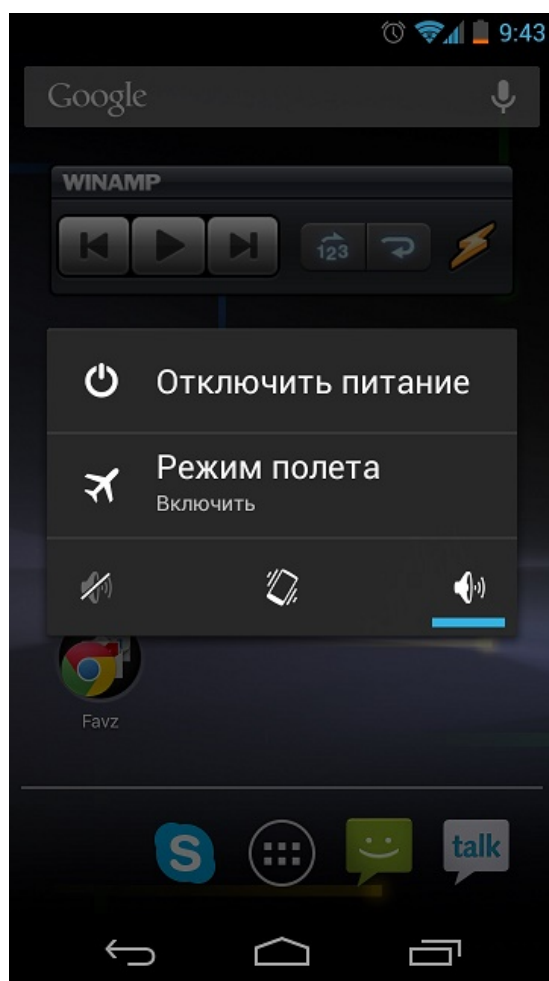 9:43
Google
WINAMP
123
Отключить питание
Режим полета
Включить
Favz
S
talk